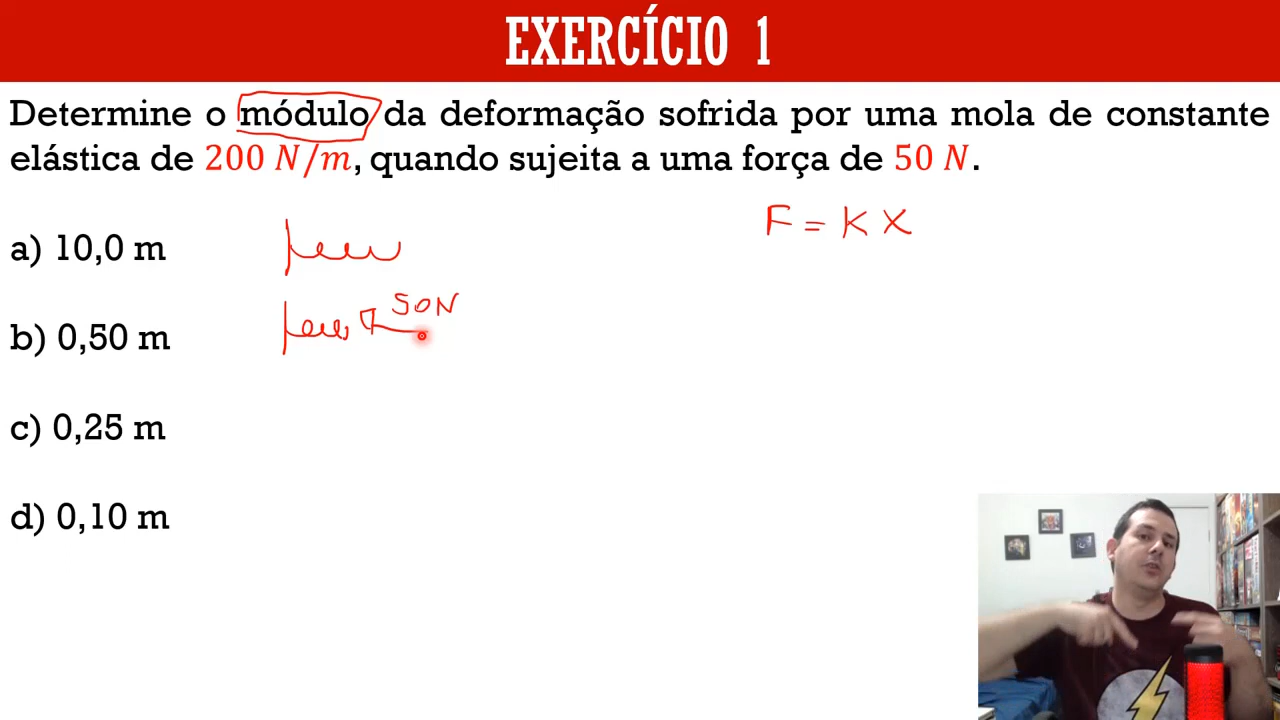 EXERCÍCIO 1
Determine o módulo da deformação sofrida por uma mola de constante
elástica de 200 N/m, quando sujeita a uma força de 50 N.
F = K X
a) 10,0 m
50N
b) 0,50 m
c) 0,25 m
d) 0,10 m